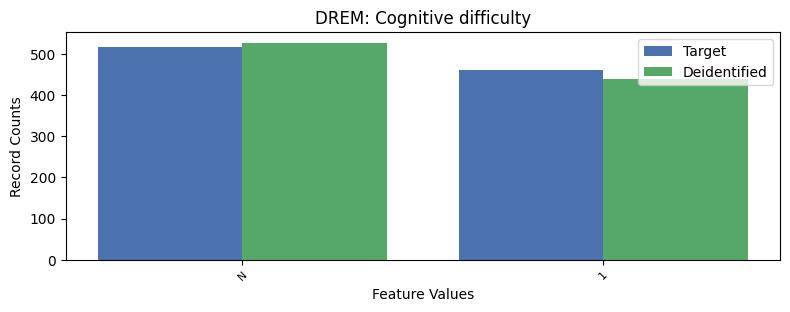 DREM: Cognitive difficulty
Target
Deidentified
500
400
300
200
100
0
Record Counts
N
1
Feature Values